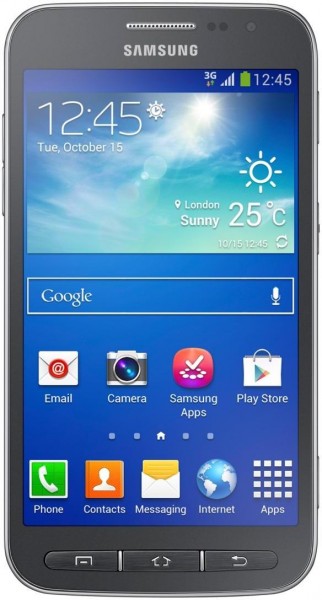 SAMSUNG
3G 12:45
12:45
Tue, October 15
London
Sunny 25°C
10/15 12:45
Google
Email Camera Samsung Apps Play Store
Phone Contacts Messaging Internet Apps